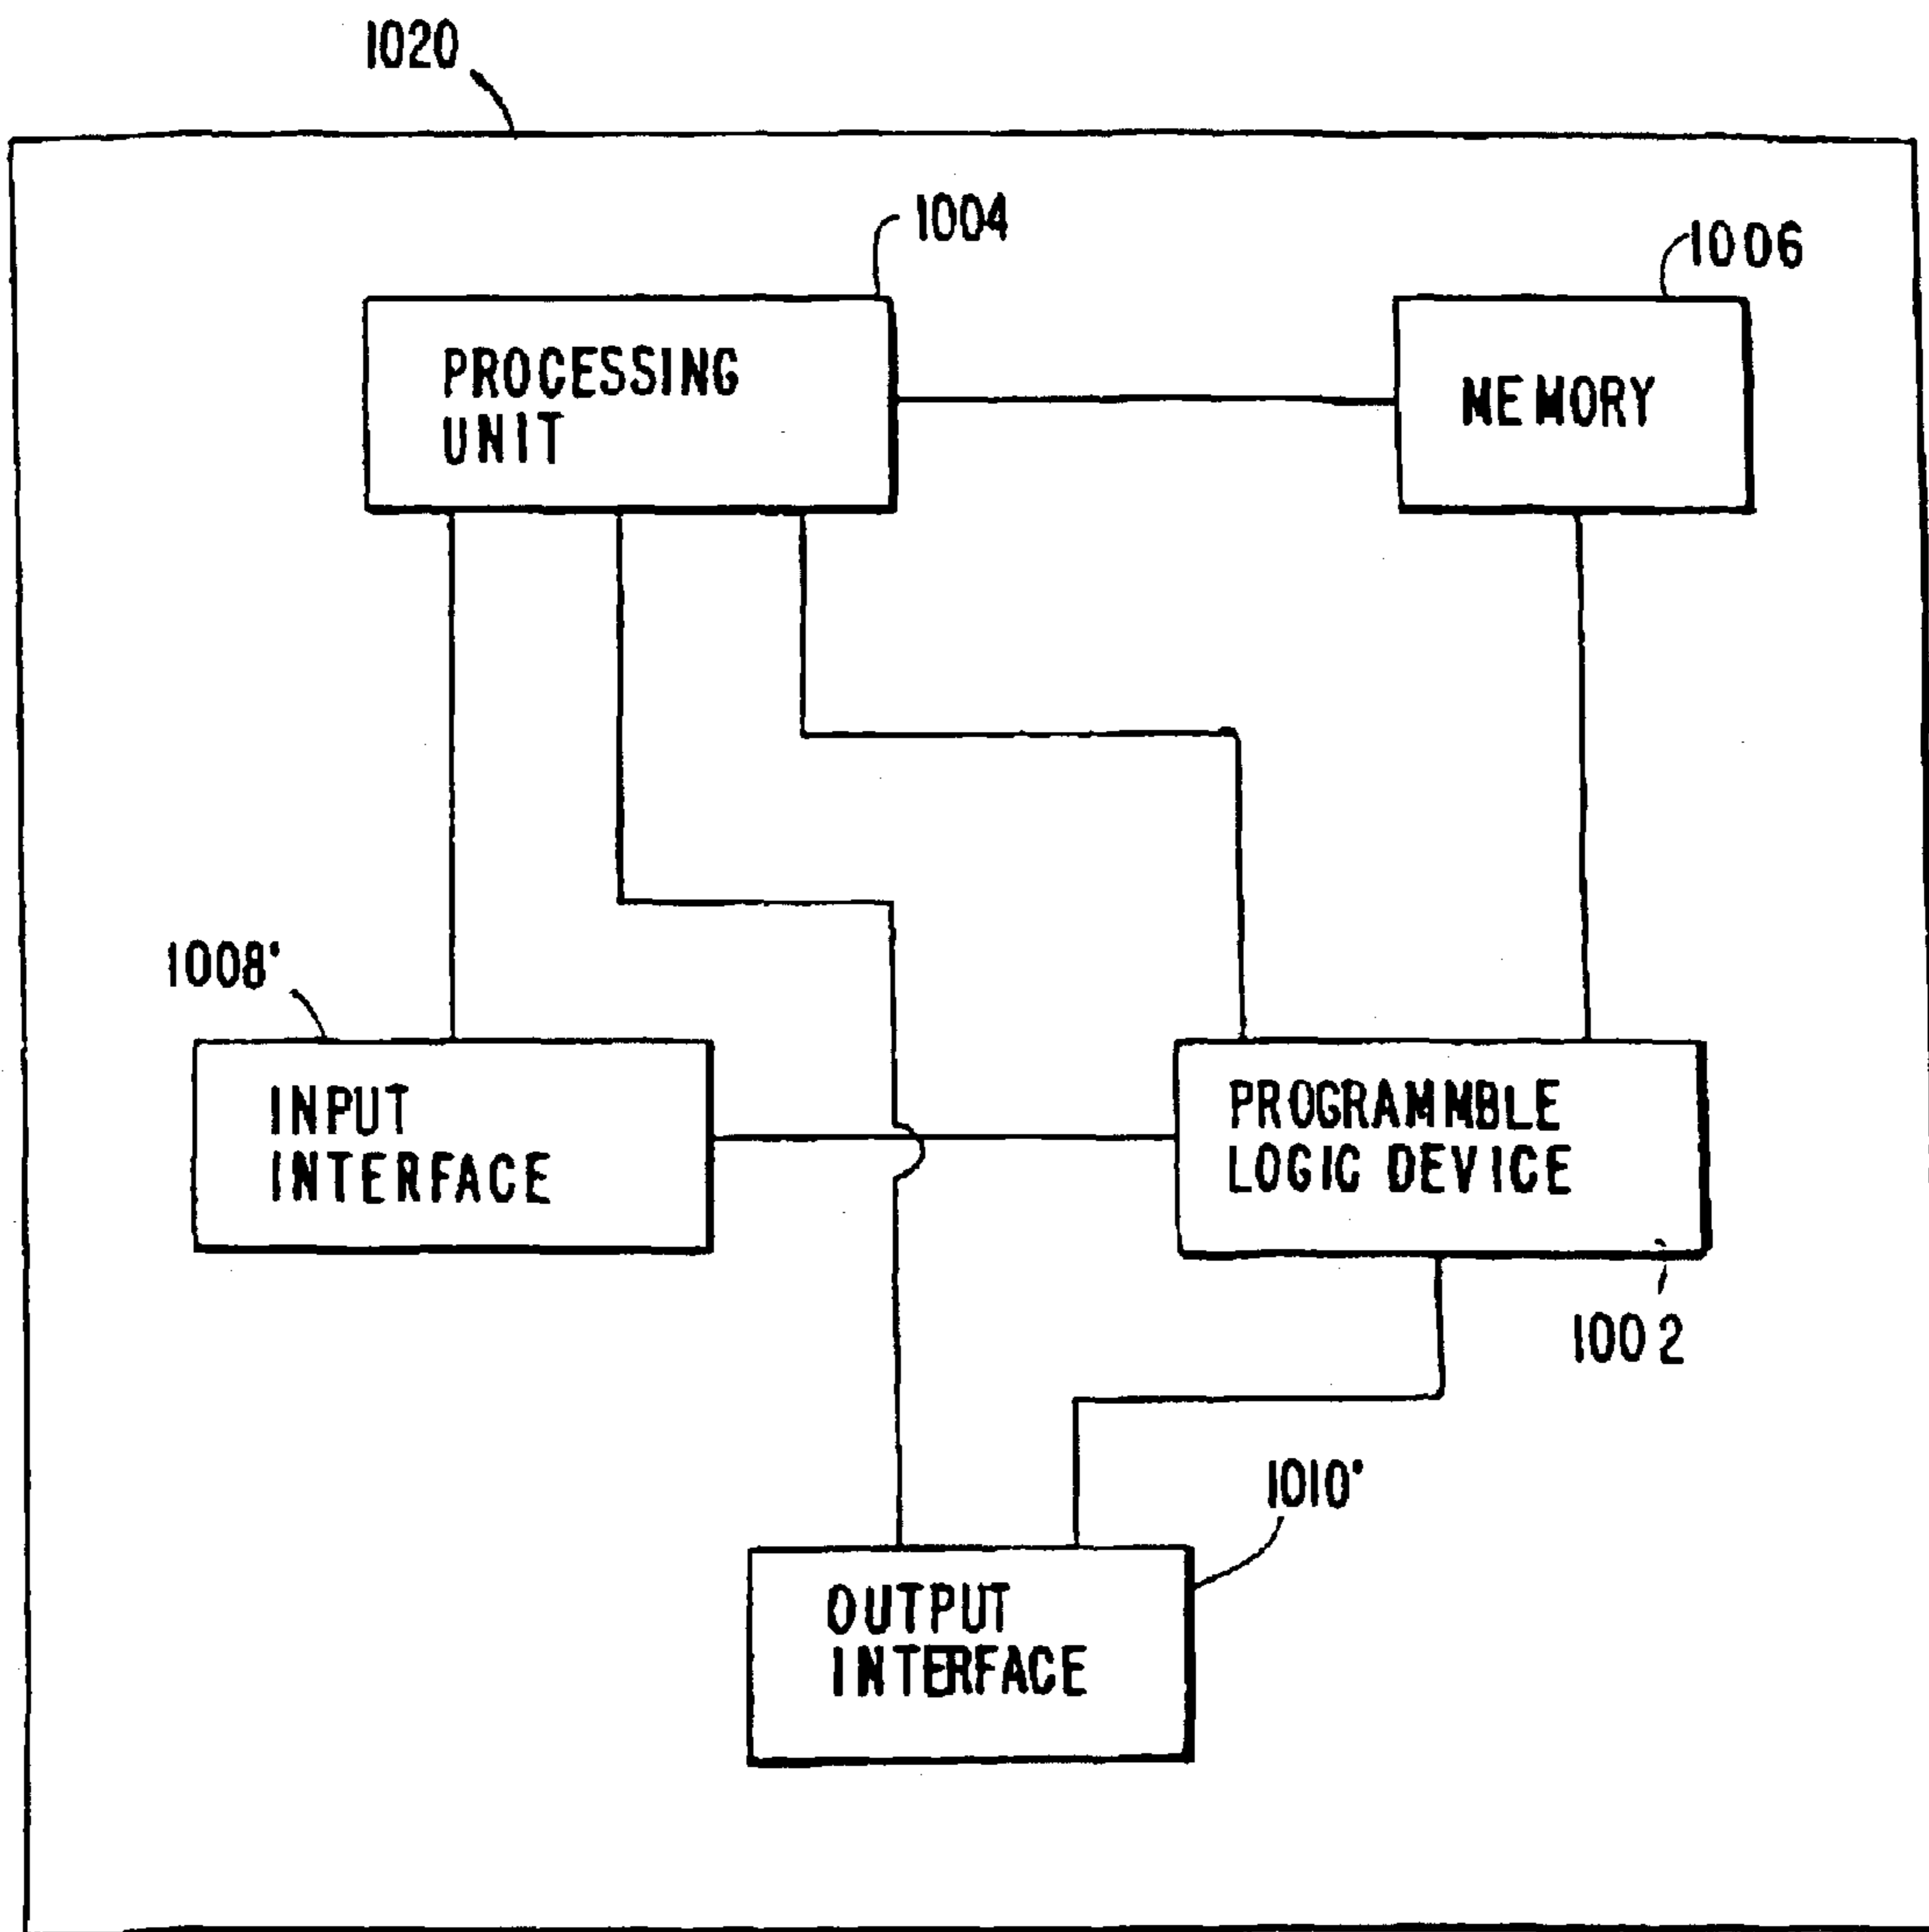 1020
1004
1006
PROCESSING
UNIT
MEMORY
1008'
INPUT
INTERFACE
PROGRAMMBLE
LOGIC DEVICE
1002
1010'
OUTPUT
INTERFACE